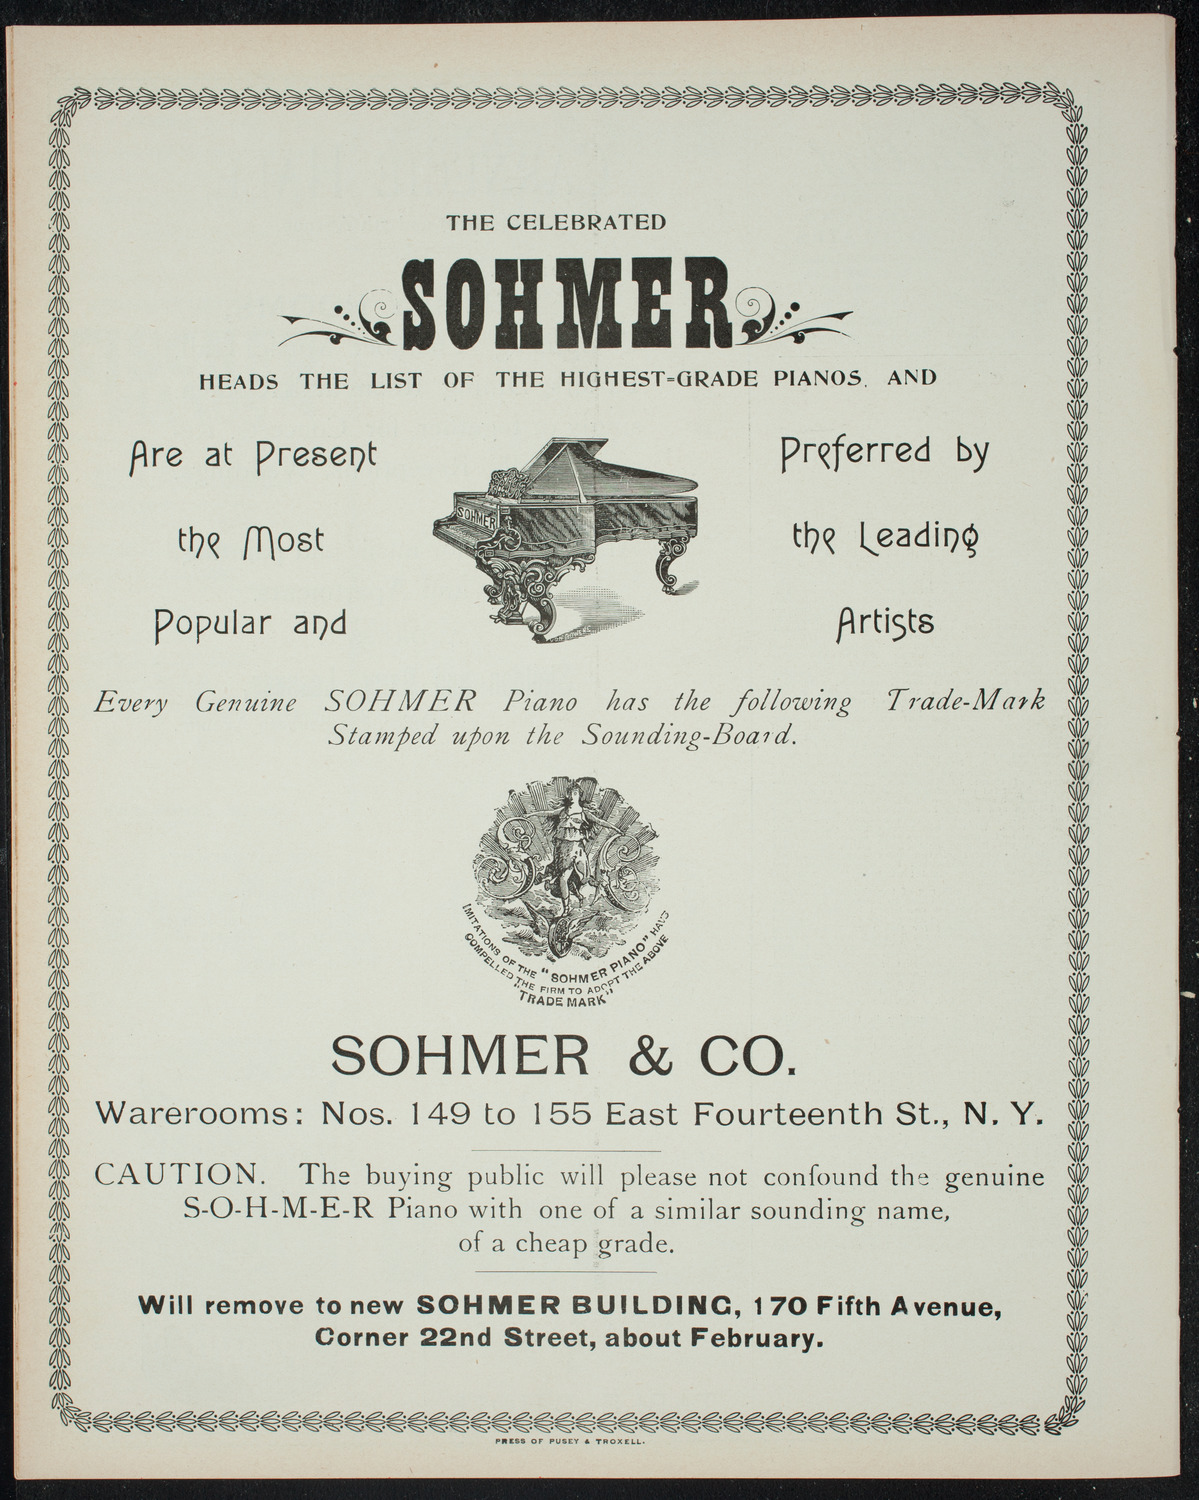 THE CELEBRATED
SOHMER
HEADS THE LIST OF THE HIGHEST=GRADE PIANOS, AND
Are at Present
the Most
Popular and
SOHMER
Preferred by
the Leading
Artists
Every Genuine SOHMER Piano has the following Trade-Mark
Stamped upon the Sounding-Board.
IMITATIONS OF THE "SOHMER PIANO" HAVE
COMPELLED THE FIRM TO ADOPT THE ABOVE
"TRADE MARK"
SOHMER & CO.
Warerooms: Nos. 149 to 155 East Fourteenth St., N. Y.
CAUTION. The buying public will please not confound the genuine
S-O-H-M-E-R Piano with one of a similar sounding name,
of a cheap grade.
Will remove to new SOHMER BUILDING, 170 Fifth Avenue,
Corner 22nd Street, about February.
PRESS OF PUSEY & TROXELL.